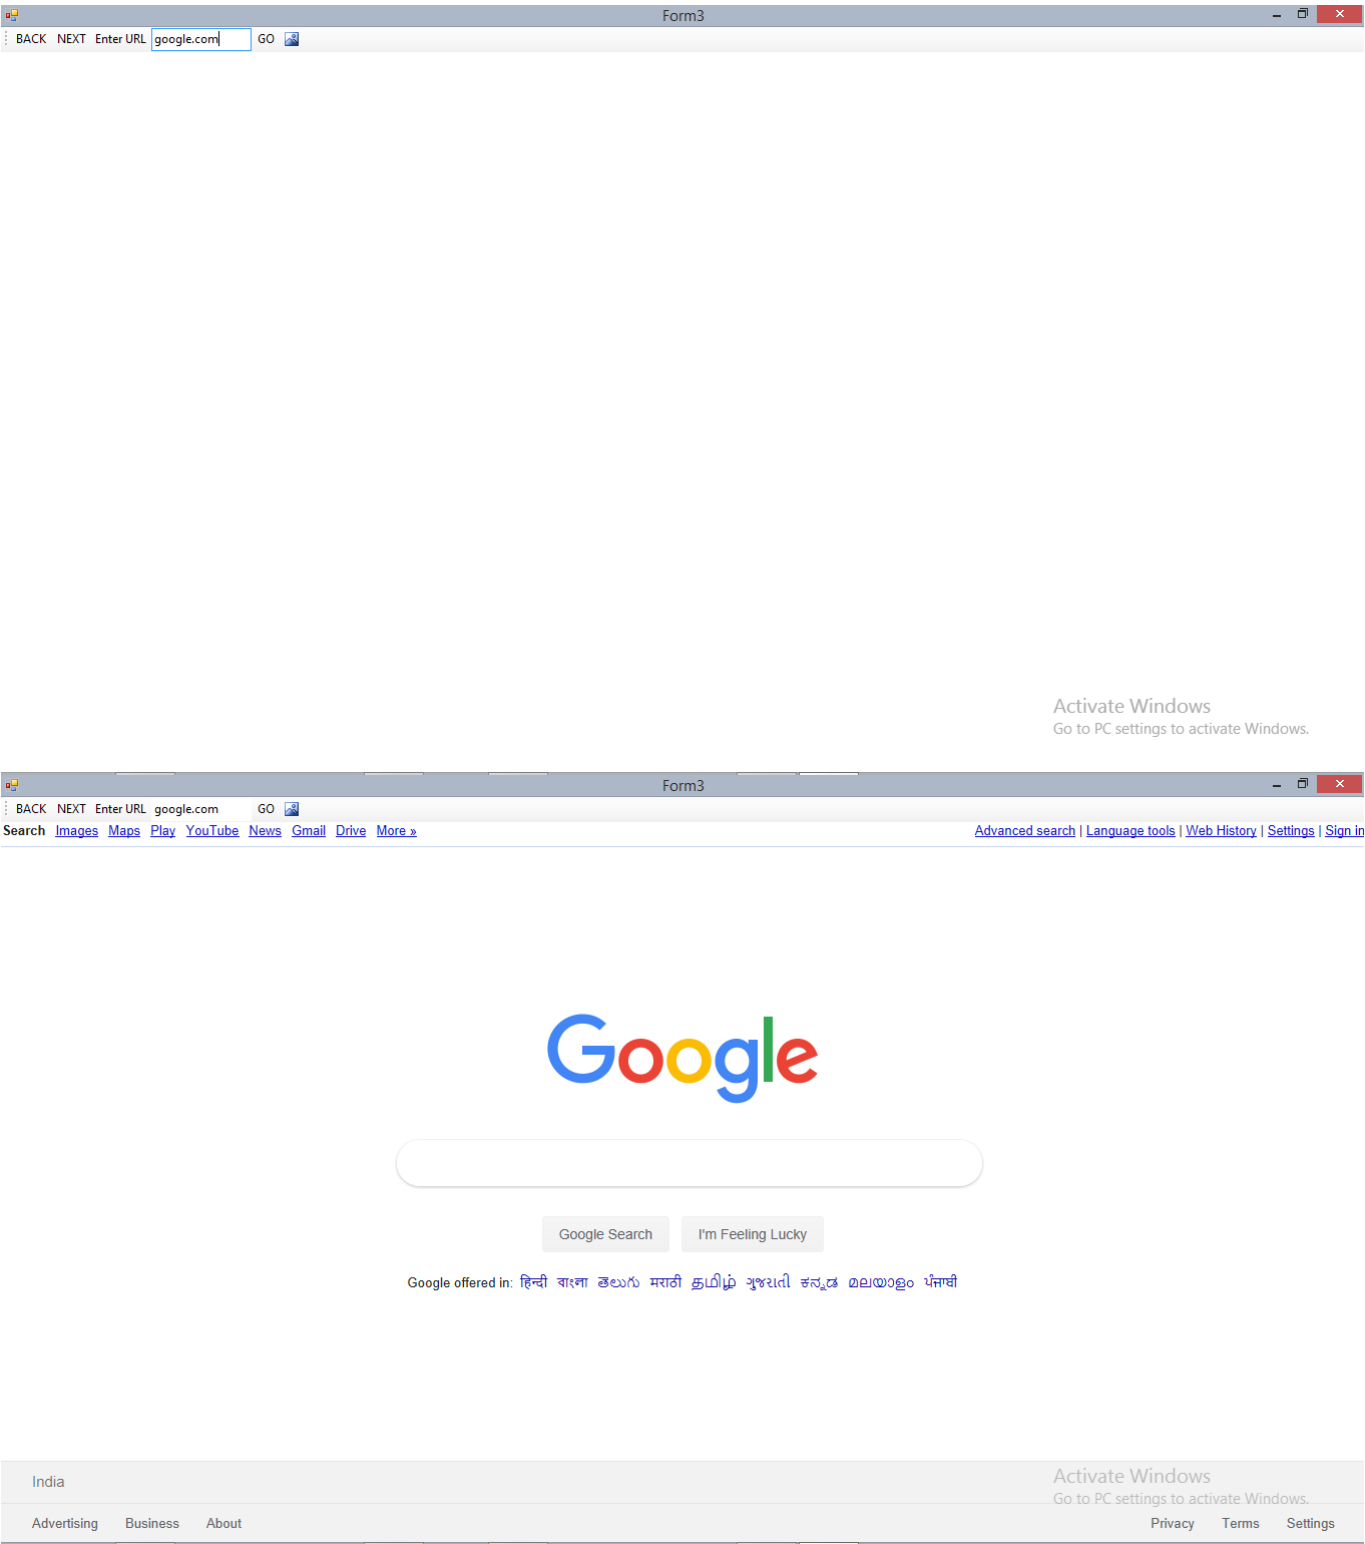 Form3
BACK NEXT Enter URL google.com GO
Activate Windows
Go to PC settings to activate Windows.
Form3
BACK NEXT Enter URL google.com GO
Search Images Maps Play YouTube News Gmail Drive More » Advanced search | Language tools | Web History | Settings | Sign in
Google
Google Search I'm Feeling Lucky
Google offered in: हिन्दी বাংলা తెలుగు मराठी தமிழ் ગુજરાતી ಕನ್ನಡ മലയാളം ਪੰਜਾਬੀ
India
Activate Windows
Go to PC settings to activate Windows.
Advertising Business About Privacy Terms Settings